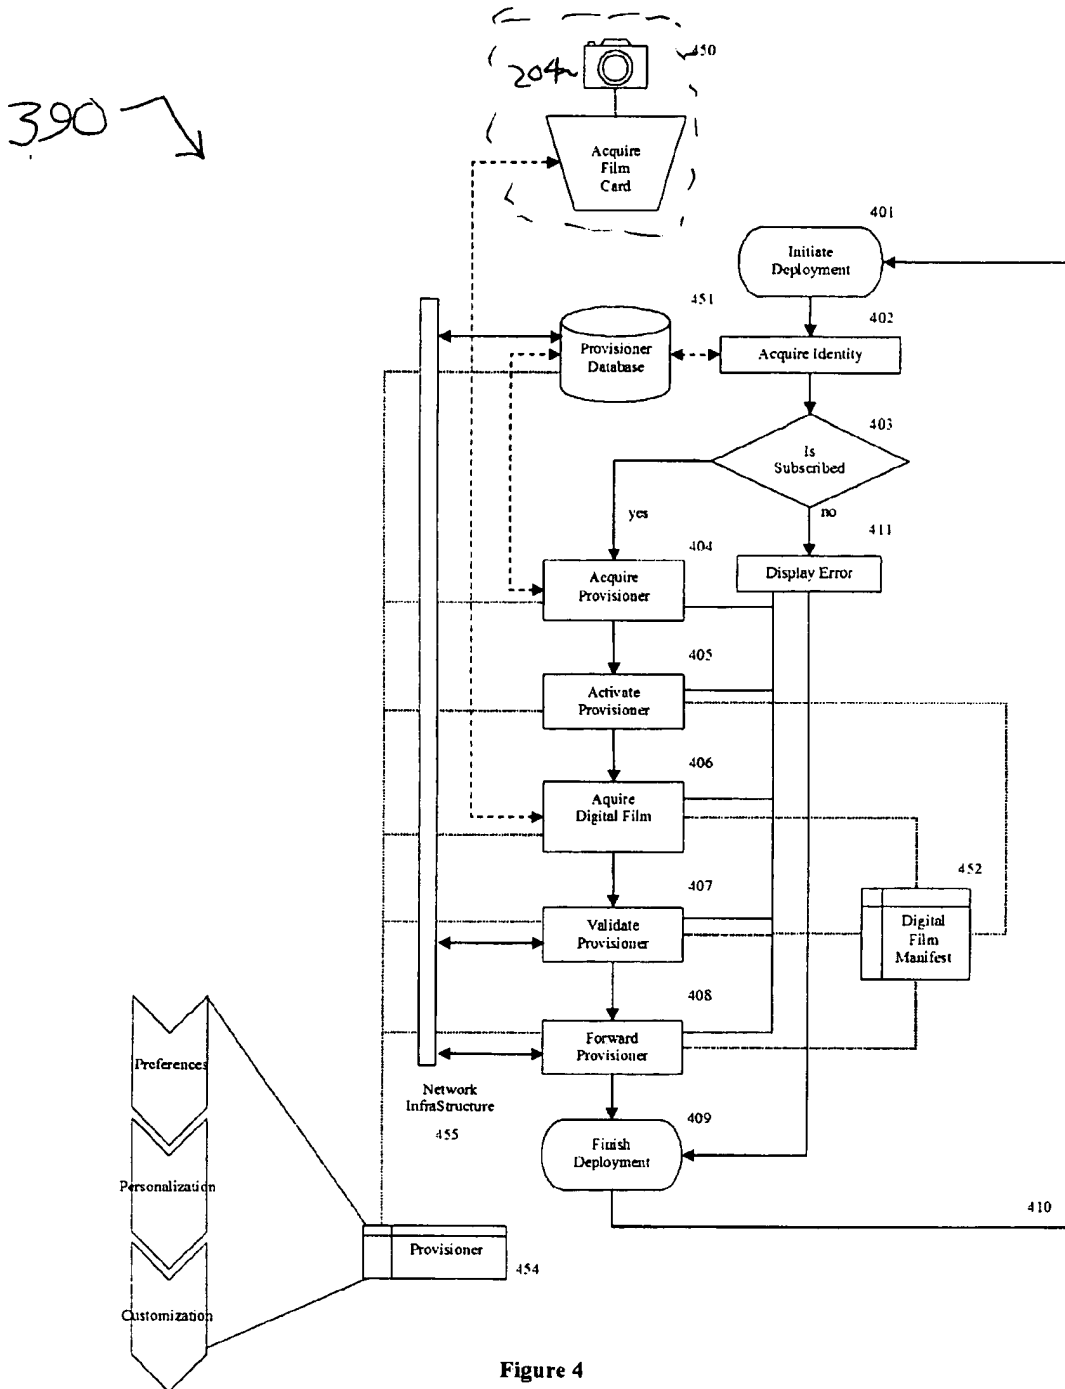 450
204
390
Acquire
Film
Card
401
Initiate
Deployment
451
402
Provisioner
Database
Acquire Identity
403
Is
Subscribed
yes
no
404
411
Acquire
Provisioner
Display Error
405
Activate
Provisioner
406
Aquire
Digital Film
407
452
Validate
Provisioner
Digital
Film
Manifest
408
Forward
Provisioner
Preferences
Network
InfraStructure
455
409
Finish
Deployment
Personalization
410
Provisioner
454
Customization
Figure 4